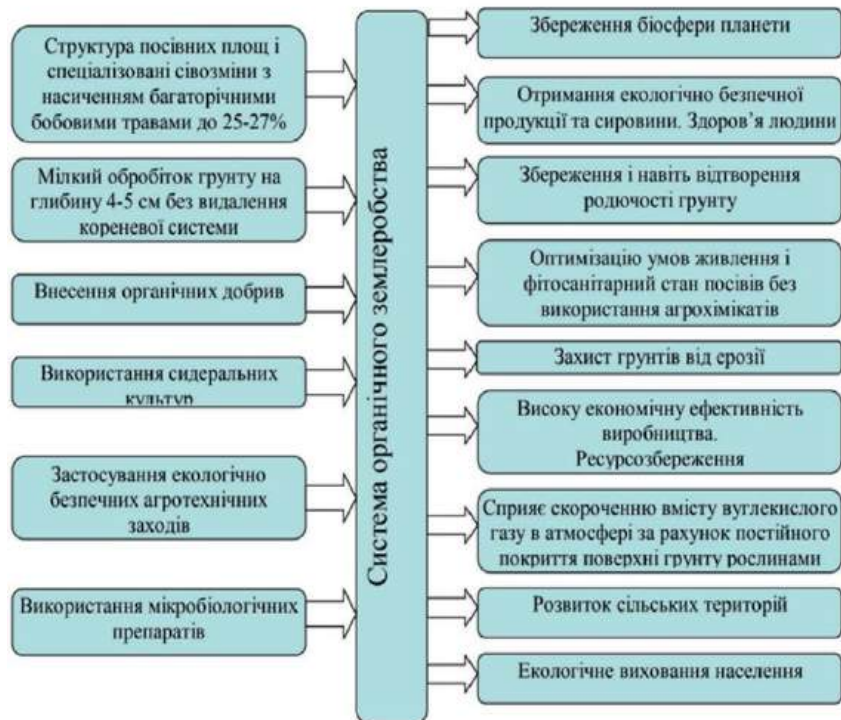 Структура посівних площ і
спеціалізовані сівозміни з
насиченням багаторічними
бобовими травами до 25-27%
Мілкий обробіток грунту на
глибину 4-5 см без видалення
кореневої системи
Внесення органічних добрив
Використання сидеральних
культур
Застосування екологічно
безпечних агротехнічних
заходів
Використання мікробіологічних
препаратів
Система органічного землеробства
Збереження біосфери планети
Отримання екологічно безпечної
продукції та сировини. Здоров’я людини
Збереження і навіть відтворення
родючості грунту
Оптимізацію умов живлення і
фітосанітарний стан посівів без
використання агрохімікатів
Захист грунтів від ерозії
Високу економічну ефективність
виробництва.
Ресурсозбереження
Сприяє скороченню вмісту вуглекислого
газу в атмосфері за рахунок постійного
покриття поверхні грунту рослинами
Розвиток сільських територій
Екологічне виховання населення